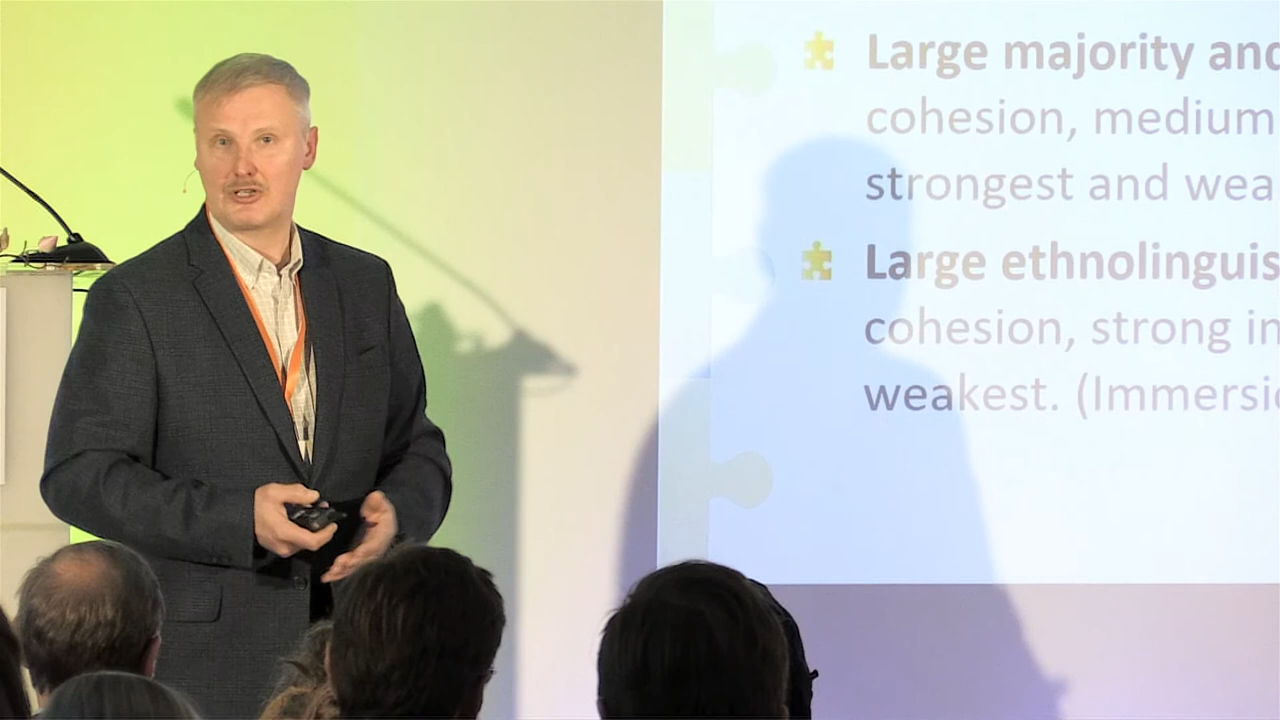 Large majority and
cohesion, medium
strongest and wea
Large ethnolinguis
cohesion, strong in
weakest. (Immersio